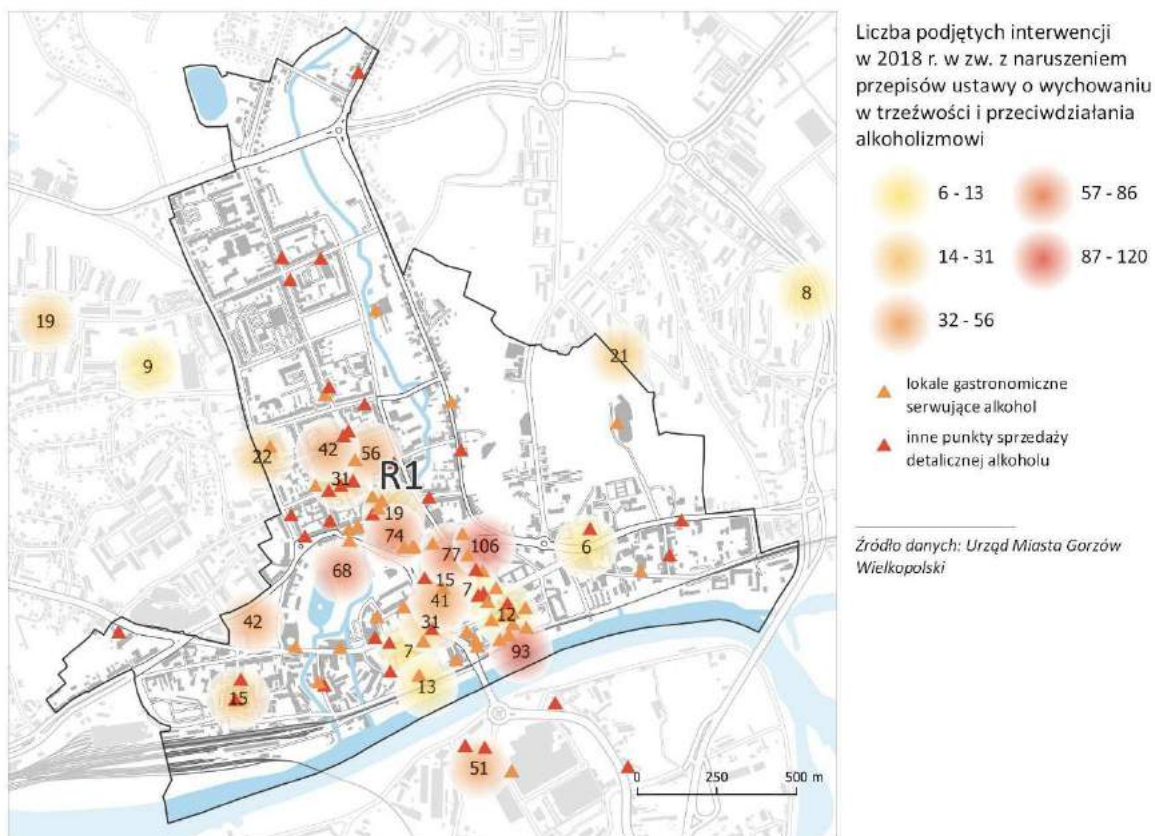 Liczba podjętych interwencji
w 2018 r. w zw. z naruszeniem
przepisów ustawy o wychowaniu
w trzeźwości i przeciwdziałania
alkoholizmowi
6 - 13
57 - 86
14 - 31
87 - 120
32 - 56
lokale gastronomiczne
serwujące alkohol
inne punkty sprzedaży
detalicznej alkoholu
Źródło danych: Urząd Miasta Gorzów
Wielkopolski
8
19
21
9
42
56
22
31
R1
19
74
77
106
6
68
15
7
41
12
42
31
7
93
13
15
51
0
250
500 m